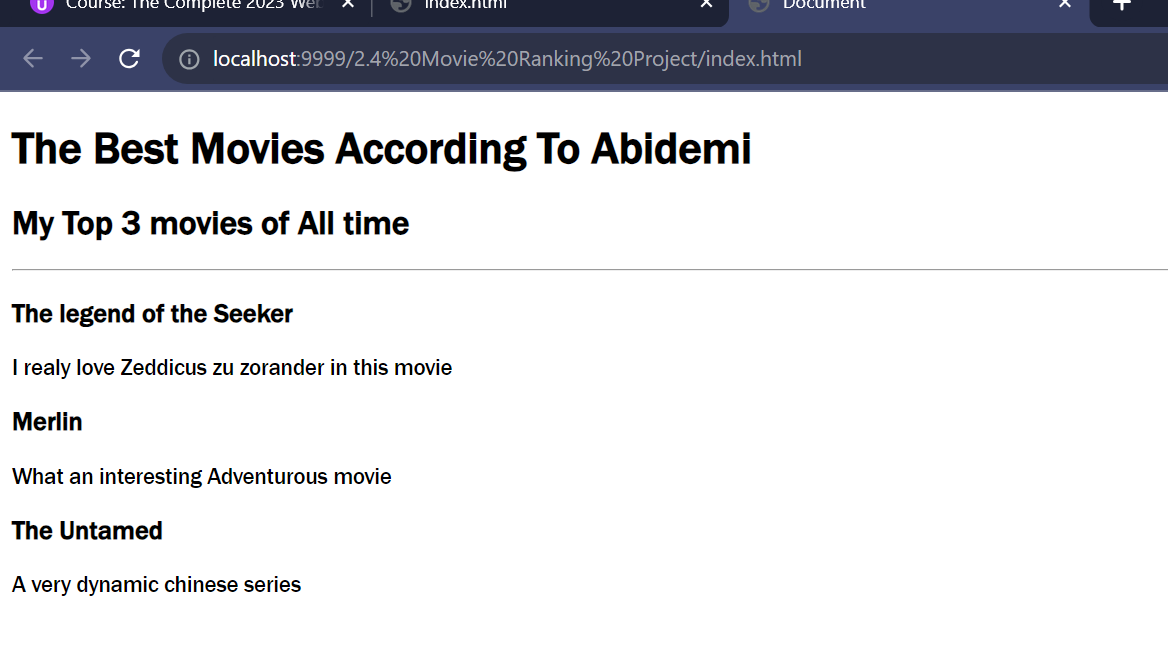 Course: The Complete 2023 Web
index.html
Document
localhost:9999/2.4%20Movie%20Ranking%20Project/index.html
The Best Movies According To Abidemi
My Top 3 movies of All time
The legend of the Seeker
I realy love Zeddicus zu zorander in this movie
Merlin
What an interesting Adventurous movie
The Untamed
A very dynamic chinese series